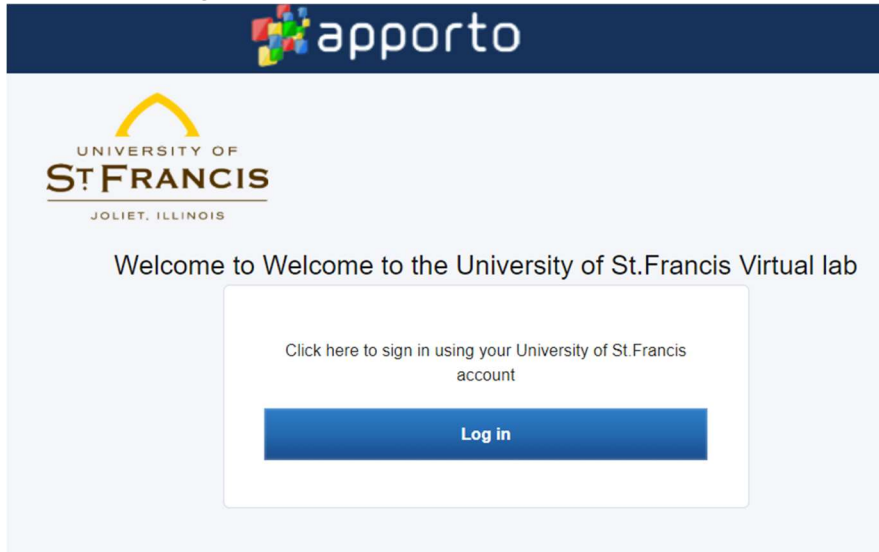 apporto
UNIVERSITY OF
ST. FRANCIS
JOLIET, ILLINOIS
Welcome to Welcome to the University of St.Francis Virtual lab
Click here to sign in using your University of St.Francis
account
Log in